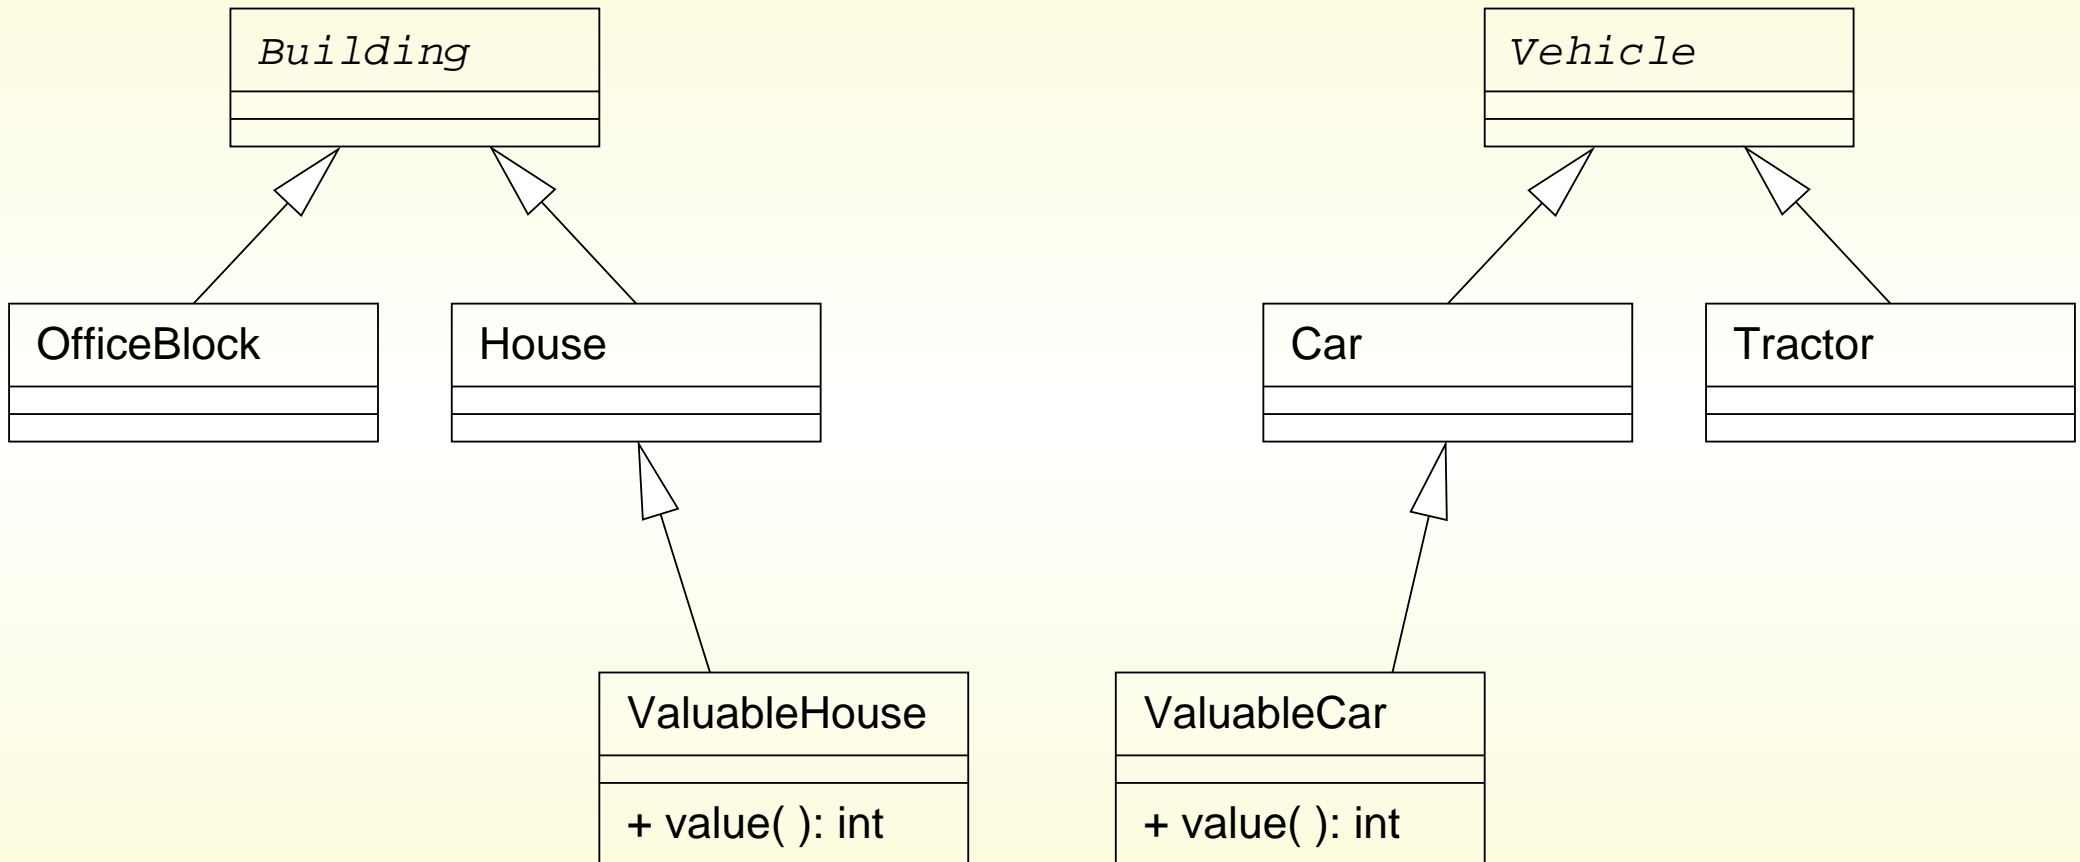 Building
Vehicle
OfficeBlock
House
Car
Tractor
ValuableHouse
ValuableCar
+ value( ): int
+ value( ): int